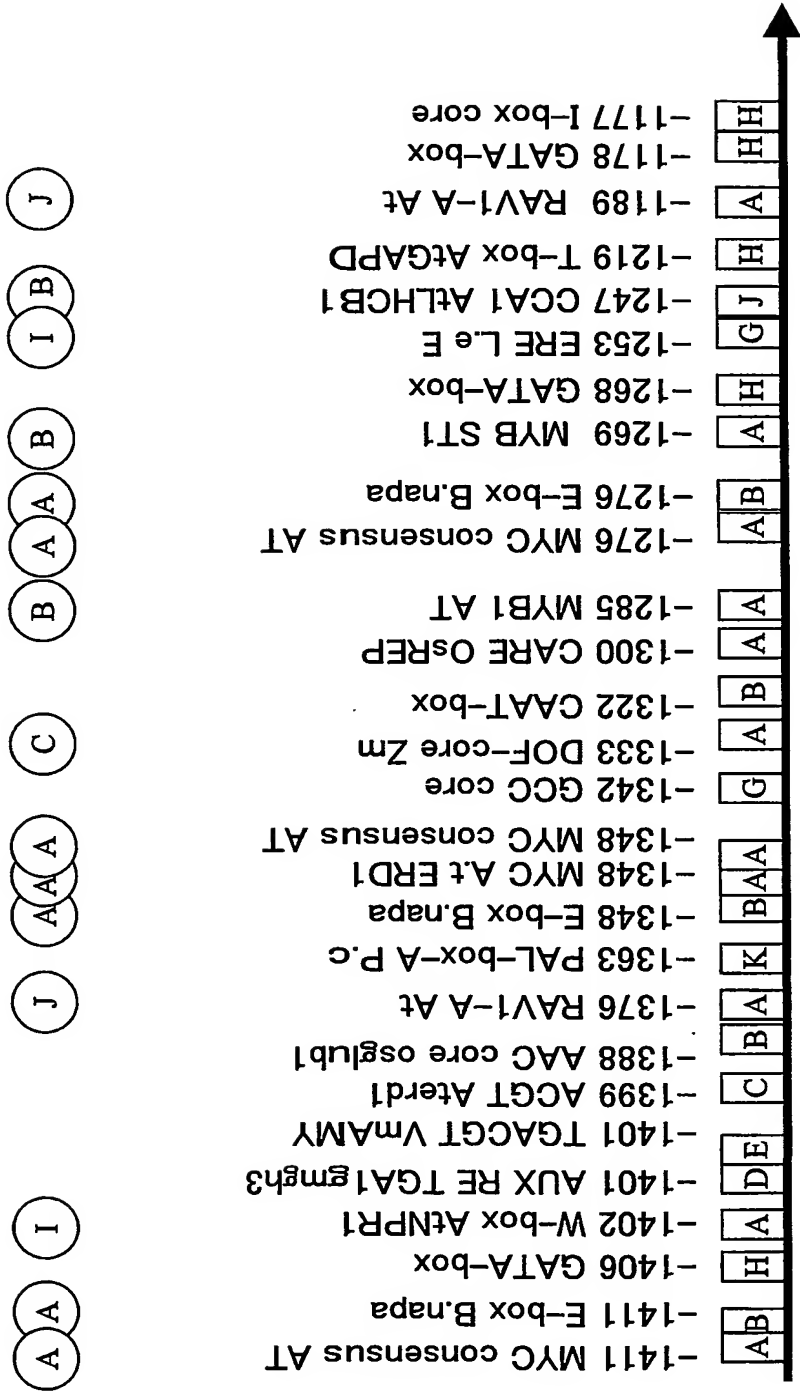 A −1411 MYC consensus AT A
B −1411 E−box B.napa A
H −1406 GATA−box
A −1402 W−box AtNPR1 I
D −1401 AUX RE TGA1gmgh3
E −1401 TGACGT VmAMY
C −1399 ACGT Aterd1
B −1388 AAC core osglub1
A −1376 RAV1−A At J
K −1363 PAL−box−A P.c
B −1348 E−box B.napa A
A −1348 MYC A.t ERD1 A
A −1348 MYC consensus AT A
G −1342 GCC core
A −1333 DOF−core Zm C
B −1322 CAAT−box
A −1300 CARE OsREP
A −1285 MYB1 AT B
A −1276 MYC consensus AT A
B −1276 E−box B.napa A
A −1269 MYB ST1 B
H −1268 GATA−box
G −1253 ERE L.e E I
J −1247 CCA1 AtLHCB1 B
H −1219 T−box AtGAPD
A −1189 RAV1−A At J
H −1178 GATA−box
H −1177 I−box core